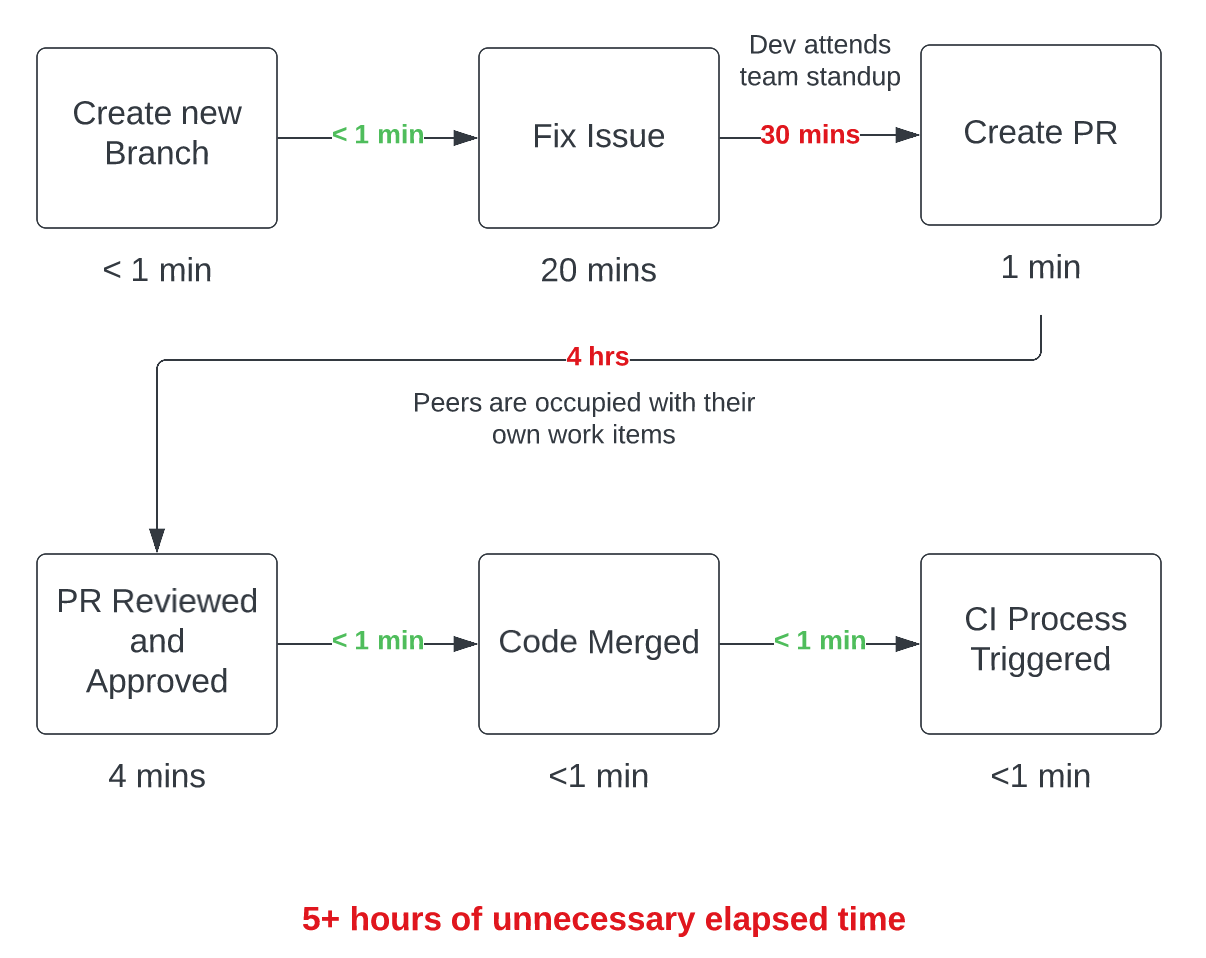 Dev attends
team standup
Create new
Branch
< 1 min
Fix Issue
30 mins
Create PR
< 1 min
20 mins
1 min
4 hrs
Peers are occupied with their
own work items
PR Reviewed
and
Approved
< 1 min
Code Merged
< 1 min
CI Process
Triggered
4 mins
<1 min
<1 min
5+ hours of unnecessary elapsed time